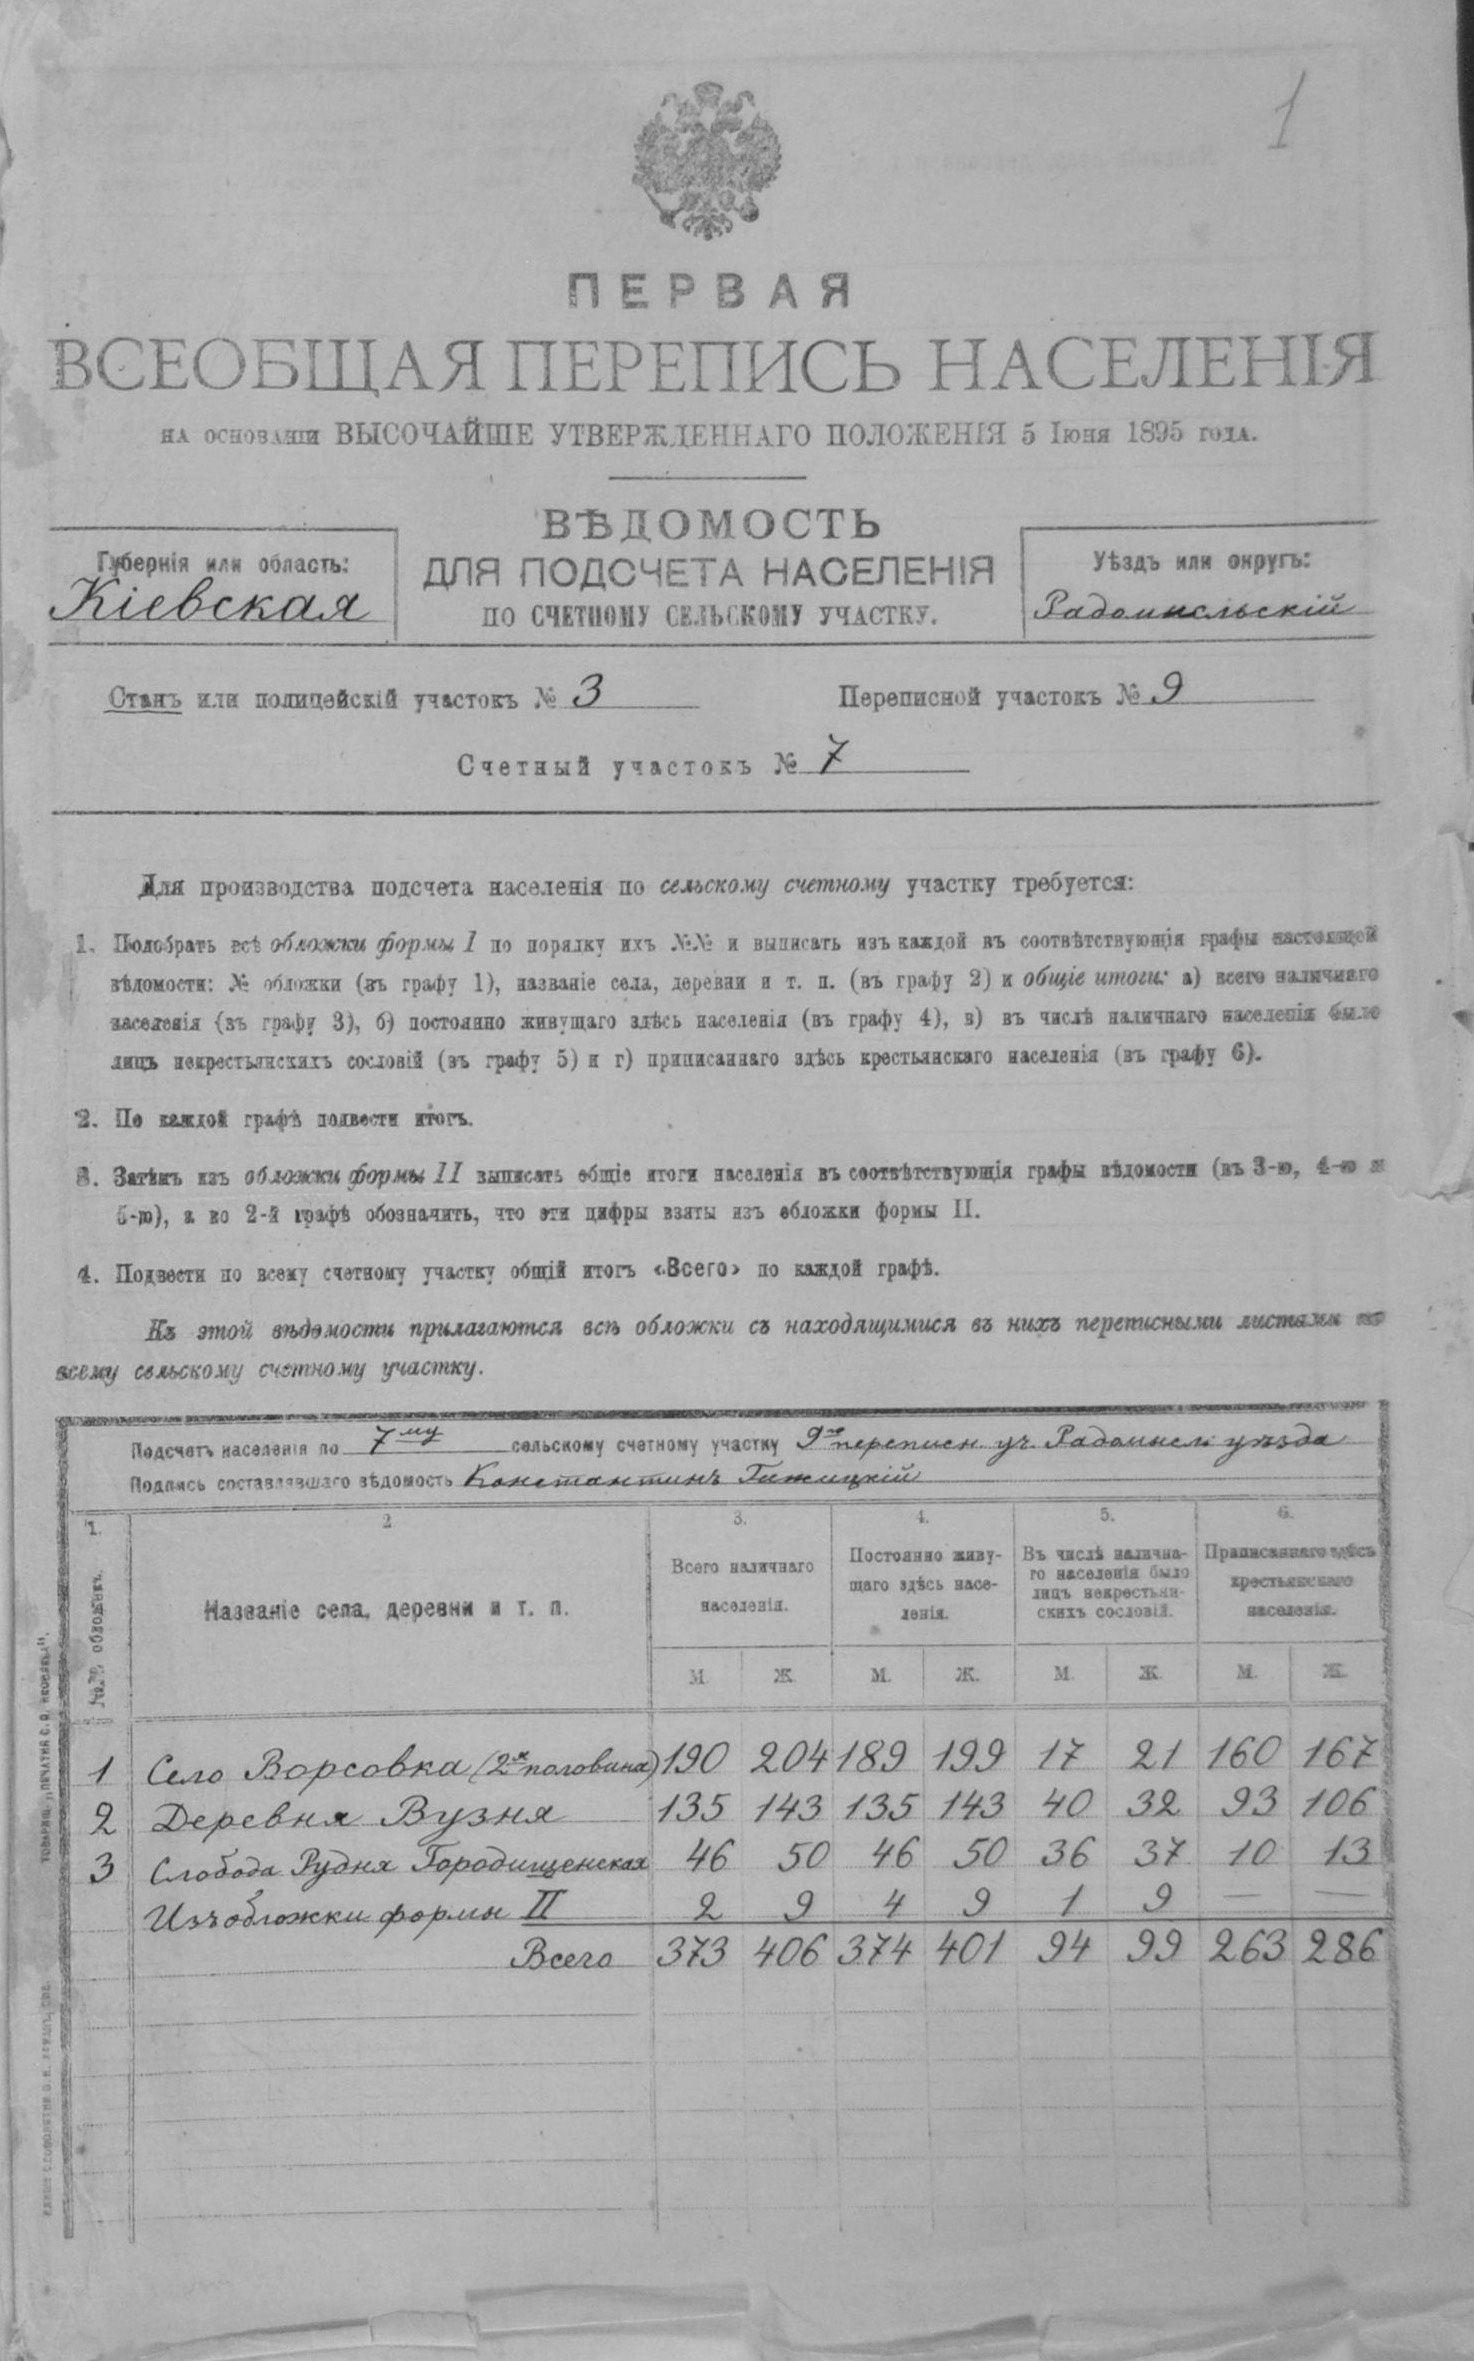 1
ПЕРВАЯ
ВСЕОБЩАЯ ПЕРЕПИСЬ НАСЕЛЕНІЯ
НА ОСНОВАНІИ ВЫСОЧАЙШЕ УТВЕРЖДЕННАГО ПОЛОЖЕНІЯ 5 Іюня 1895 ГОДА.
ВѢДОМОСТЬ
ДЛЯ ПОДСЧЕТА НАСЕЛЕНІЯ
ПО СЧЕТНОМУ СЕЛЬСКОМУ УЧАСТКУ.
Губернія или область:
Кіевская
Уѣздъ или округъ:
Радомысльскій
Станъ или полицейскій участокъ № 3
Переписной участокъ № 9
Счетный участокъ № 7
Для производства подсчета населенія по сельскому счетному участку требуется:
1. Подобрать всѣ обложки формы I по порядку ихъ №№ и выписать изъ каждой въ соотвѣтствующія графы настоящей
вѣдомости: № обложки (въ графу 1), названіе села, деревни и т. п. (въ графу 2) и общіе итоги: а) всего наличнаго
населенія (въ графу 3), б) постоянно живущаго здѣсь населенія (въ графу 4), в) въ числѣ наличнаго населенія было
лицъ некрестьянскихъ сословій (въ графу 5) и г) приписаннаго здѣсь крестьянскаго населенія (въ графу 6).
2. По каждой графѣ подвести итогъ.
3. Затѣмъ изъ обложки формы II выписать общіе итоги населенія въ соотвѣтствующія графы вѣдомости (въ 3-ю, 4-ю и
5-ю), а во 2-й графѣ обозначить, что эти цифры взяты изъ обложки формы II.
4. Подвести по всему счетному участку общій итогъ «Всего» по каждой графѣ.
Къ этой вѣдомости прилагаются всѣ обложки съ находящимися въ нихъ переписными листами по
всему сельскому счетному участку.
Подсчетъ населенія по 7му сельскому счетному участку 9го переписн. уч. Радомысл. уѣзда
Подпись составлявшаго вѣдомость Константинъ Гижицкій
1. 2 3. 4. 5. 6.
№№ обложекъ.
Названіе села, деревни и т. п.
Всего наличнаго
населенія.
Постоянно живу-
щаго здѣсь насе-
ленія.
Въ числѣ налична-
го населенія было
лицъ некрестьян-
скихъ сословій.
Приписаннаго здѣсь
крестьянскаго
населенія.
М. Ж. М. Ж. М. Ж. М. Ж.
1 Село Ворсовка (2я половина) 190 204 189 199 17 21 160 167
2 Деревня Вузня 135 143 135 143 40 32 93 106
3 Слобода Рудня Городищенская 46 50 46 50 36 37 10 13
Изъ обложки формы II 2 9 4 9 1 9 — —
Всего 373 406 374 401 94 99 263 286